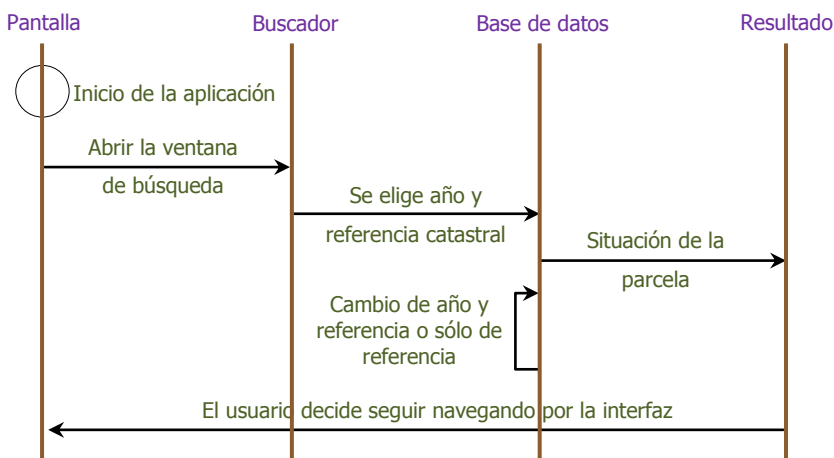 Pantalla
Buscador
Base de datos
Resultado
Inicio de la aplicación
Abrir la ventana
de búsqueda
Se elige año y
referencia catastral
Situación de la
parcela
Cambio de año y
referencia o sólo de
referencia
El usuario decide seguir navegando por la interfaz